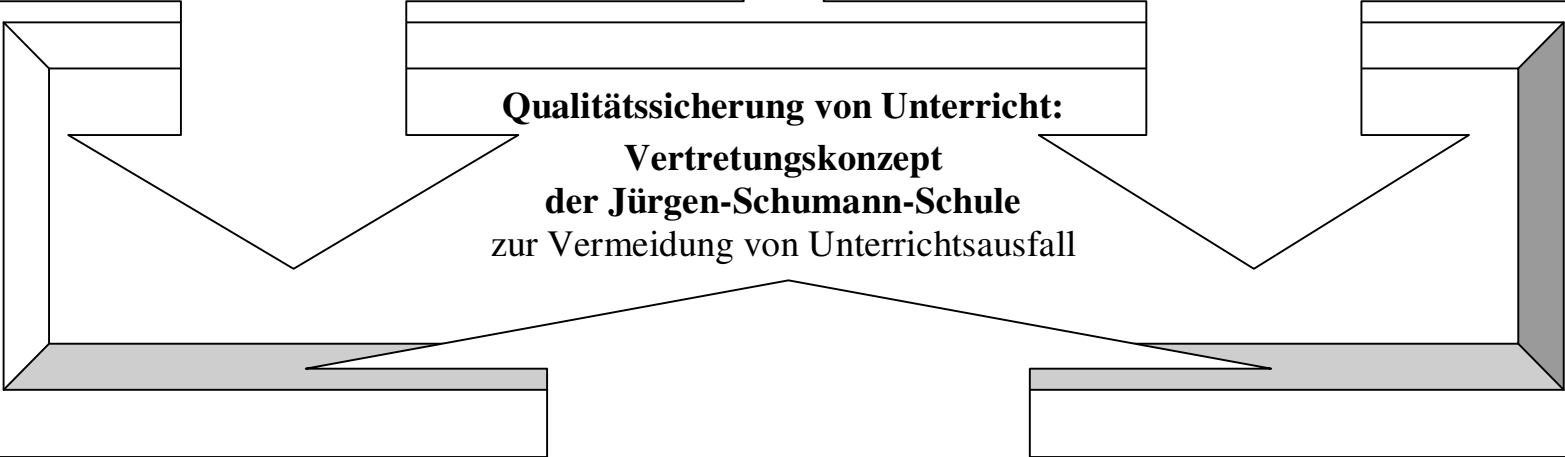 Qualitätssicherung von Unterricht:
Vertretungskonzept
der Jürgen-Schumann-Schule
zur Vermeidung von Unterrichtsausfall